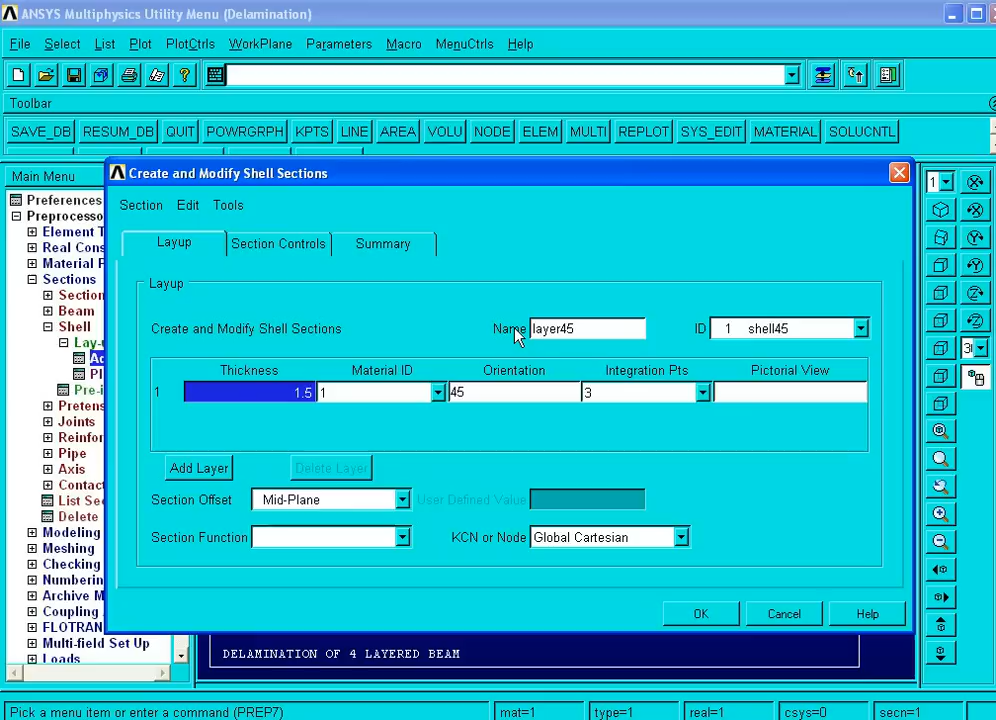 ANSYS Multiphysics Utility Menu (Delamination)
File Select List Plot PlotCtrls WorkPlane Parameters Macro MenuCtrls Help
Toolbar
SAVE_DB RESUM_DB QUIT POWRGRPH KPTS LINE AREA VOLU NODE ELEM MULTI REPLOT SYS_EDIT MATERIAL SOLUCNTL
Main Menu
Preferences
Preprocesso
Element T
Real Cons
Material P
Sections
Section
Beam
Shell
Lay-u
Ad
Pl
Pre-i
Pretens
Joints
Reinfor
Pipe
Axis
Contac
List Se
Delete
Modeling
Meshing
Checking
Numberin
Archive M
Coupling
FLOTRAN
Multi-field Set Up
Loads
Create and Modify Shell Sections
Section Edit Tools
Layup Section Controls Summary
Layup
Create and Modify Shell Sections Name layer45 ID 1 shell45
Thickness Material ID Orientation Integration Pts Pictorial View
1 1.5 1 45 3
Add Layer Delete Layer
Section Offset Mid-Plane User Defined Value
Section Function KCN or Node Global Cartesian
OK Cancel Help
DELAMINATION OF 4 LAYERED BEAM
1
Pick a menu item or enter a command (PREP7) mat=1 type=1 real=1 csys=0 secn=1